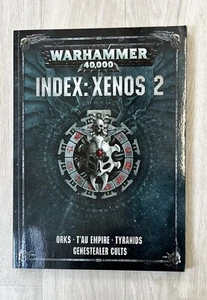 WARHAMMER
40,000
INDEX: XENOS 2
ORKS · T'AU EMPIRE · TYRANIDS
GENESTEALER CULTS